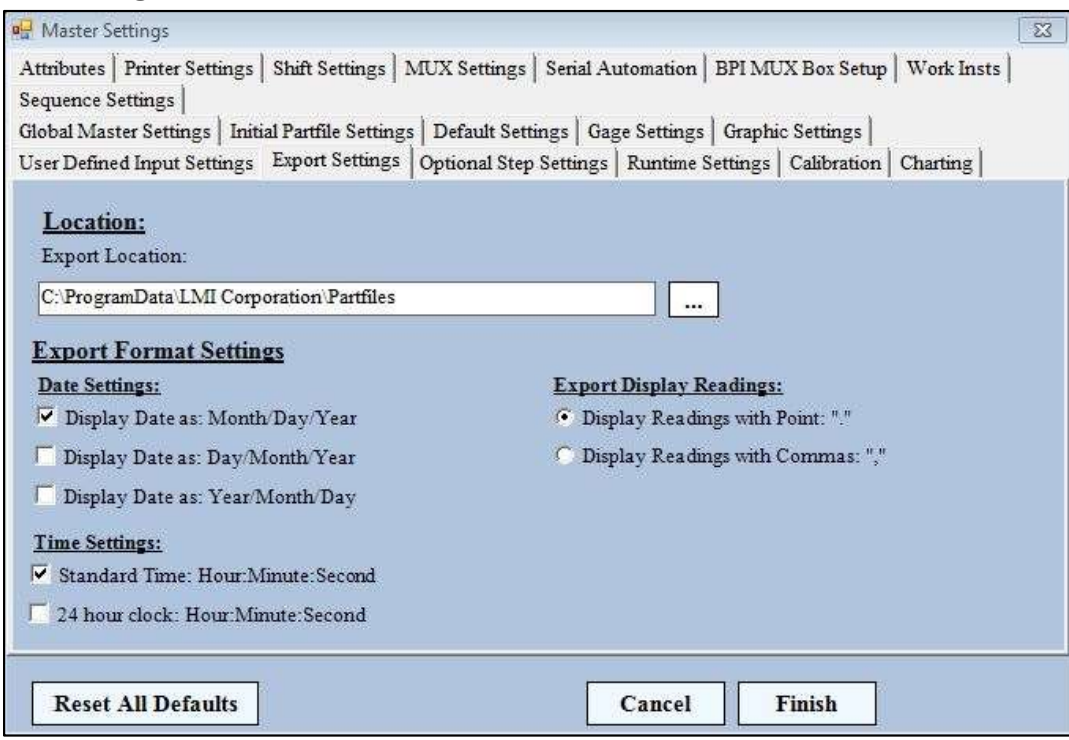 Master Settings
Attributes Printer Settings Shift Settings MUX Settings Serial Automation BPI MUX Box Setup Work Insts
Sequence Settings
Global Master Settings Initial Partfile Settings Default Settings Gage Settings Graphic Settings
User Defined Input Settings Export Settings Optional Step Settings Runtime Settings Calibration Charting
Location:
Export Location:
C:\ProgramData\LMI Corporation\Partfiles ...
Export Format Settings
Date Settings: Export Display Readings:
Display Date as: Month/Day/Year Display Readings with Point: "."
Display Date as: Day/Month/Year Display Readings with Commas: ","
Display Date as: Year/Month/Day
Time Settings:
Standard Time: Hour:Minute:Second
24 hour clock: Hour:Minute:Second
Reset All Defaults Cancel Finish